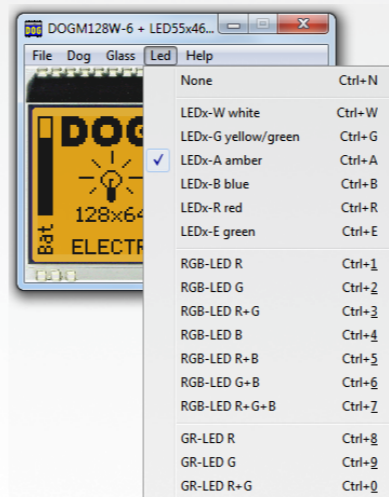 DOGM128W-6 + LED55x46...
File Dog Glass Led Help
None Ctrl+N
LEDx-W white Ctrl+W
LEDx-G yellow/green Ctrl+G
LEDx-A amber Ctrl+A
LEDx-B blue Ctrl+B
LEDx-R red Ctrl+R
LEDx-E green Ctrl+E
RGB-LED R Ctrl+1
RGB-LED G Ctrl+2
RGB-LED R+G Ctrl+3
RGB-LED B Ctrl+4
RGB-LED R+B Ctrl+5
RGB-LED G+B Ctrl+6
RGB-LED R+G+B Ctrl+7
GR-LED R Ctrl+8
GR-LED G Ctrl+9
GR-LED R+G Ctrl+0
DOG
128x64
Bat
ELECTR